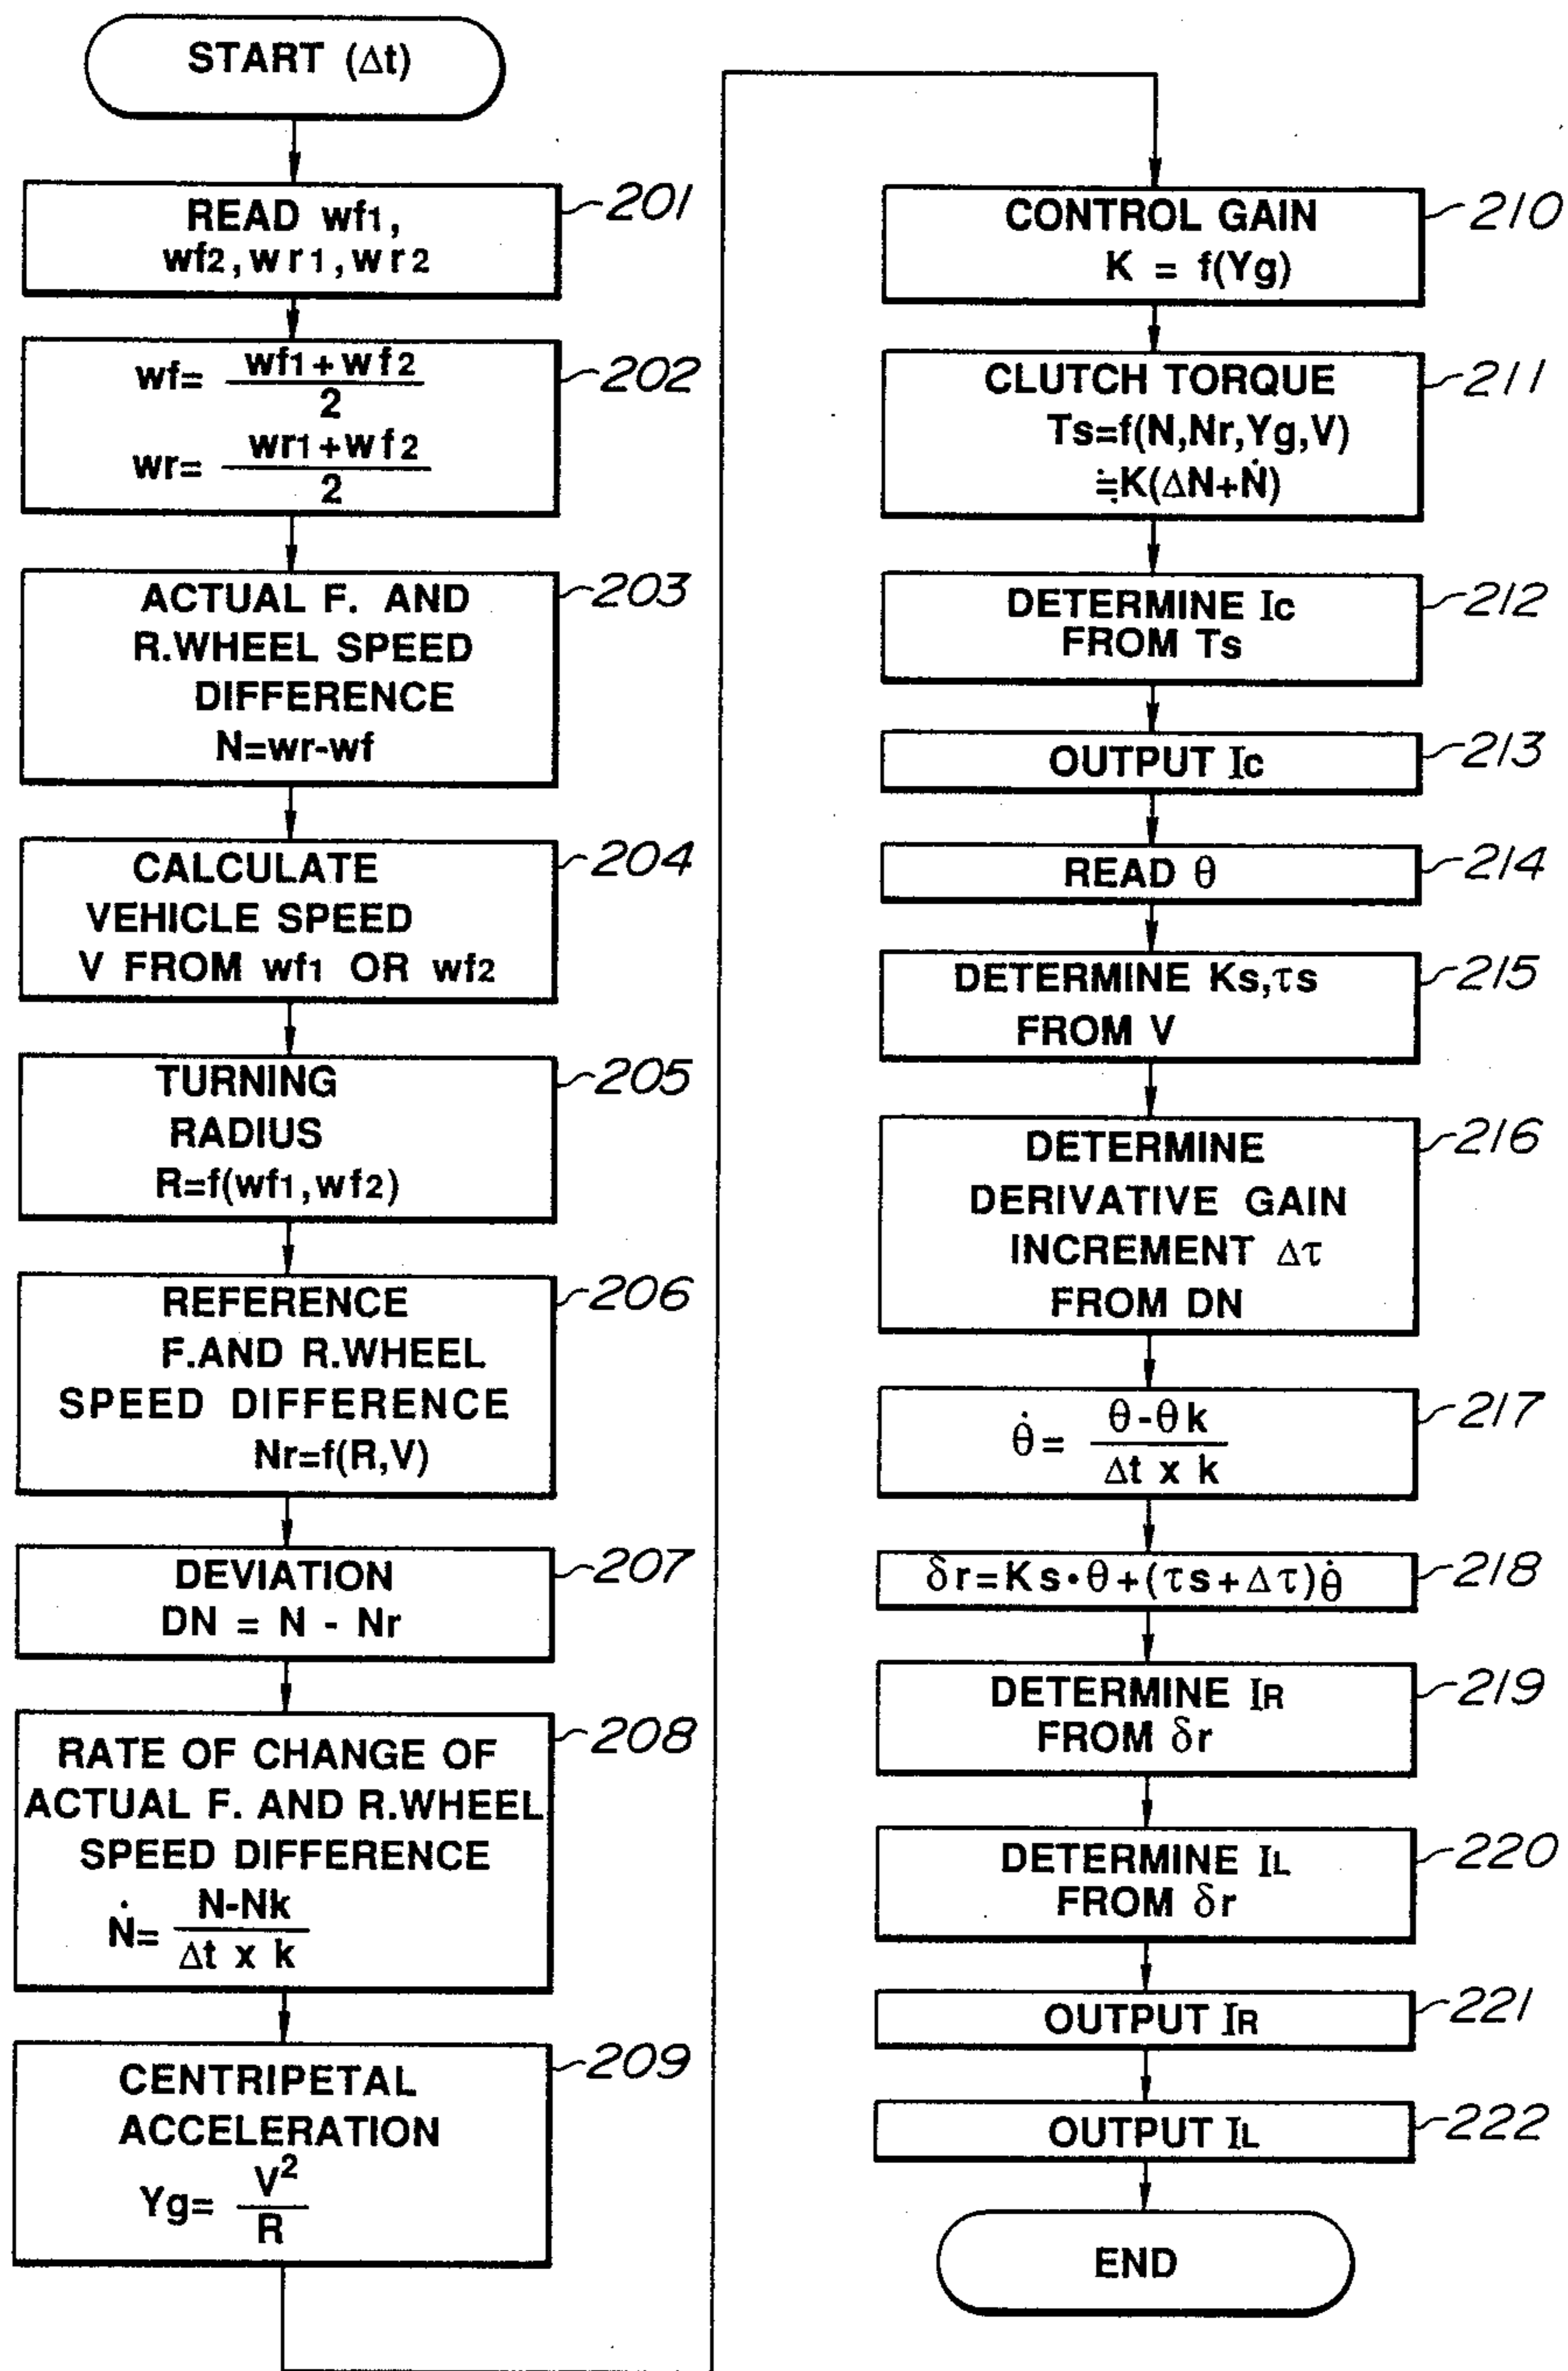 START (Δt)
READ wf1,
wf2, wr1, wr2
201
wf= wf1+wf2
2
wr= wr1+wf2
2
202
ACTUAL F. AND
R.WHEEL SPEED
DIFFERENCE
N=wr-wf
203
CALCULATE
VEHICLE SPEED
V FROM wf1 OR wf2
204
TURNING
RADIUS
R=f(wf1,wf2)
205
REFERENCE
F.AND R.WHEEL
SPEED DIFFERENCE
Nr=f(R,V)
206
DEVIATION
DN = N - Nr
207
RATE OF CHANGE OF
ACTUAL F. AND R.WHEEL
SPEED DIFFERENCE
Ṅ= N-Nk
Δt x k
208
CENTRIPETAL
ACCELERATION
Yg= V²
R
209
CONTROL GAIN
K = f(Yg)
210
CLUTCH TORQUE
Ts=f(N,Nr,Yg,V)
≒K(ΔN+Ṅ)
211
DETERMINE Ic
FROM Ts
212
OUTPUT Ic
213
READ θ
214
DETERMINE Ks,τs
FROM V
215
DETERMINE
DERIVATIVE GAIN
INCREMENT Δτ
FROM DN
216
θ̇= θ-θk
Δt x k
217
δr=Ks•θ+(τs+Δτ)θ̇
218
DETERMINE IR
FROM δr
219
DETERMINE IL
FROM δr
220
OUTPUT IR
221
OUTPUT IL
222
END